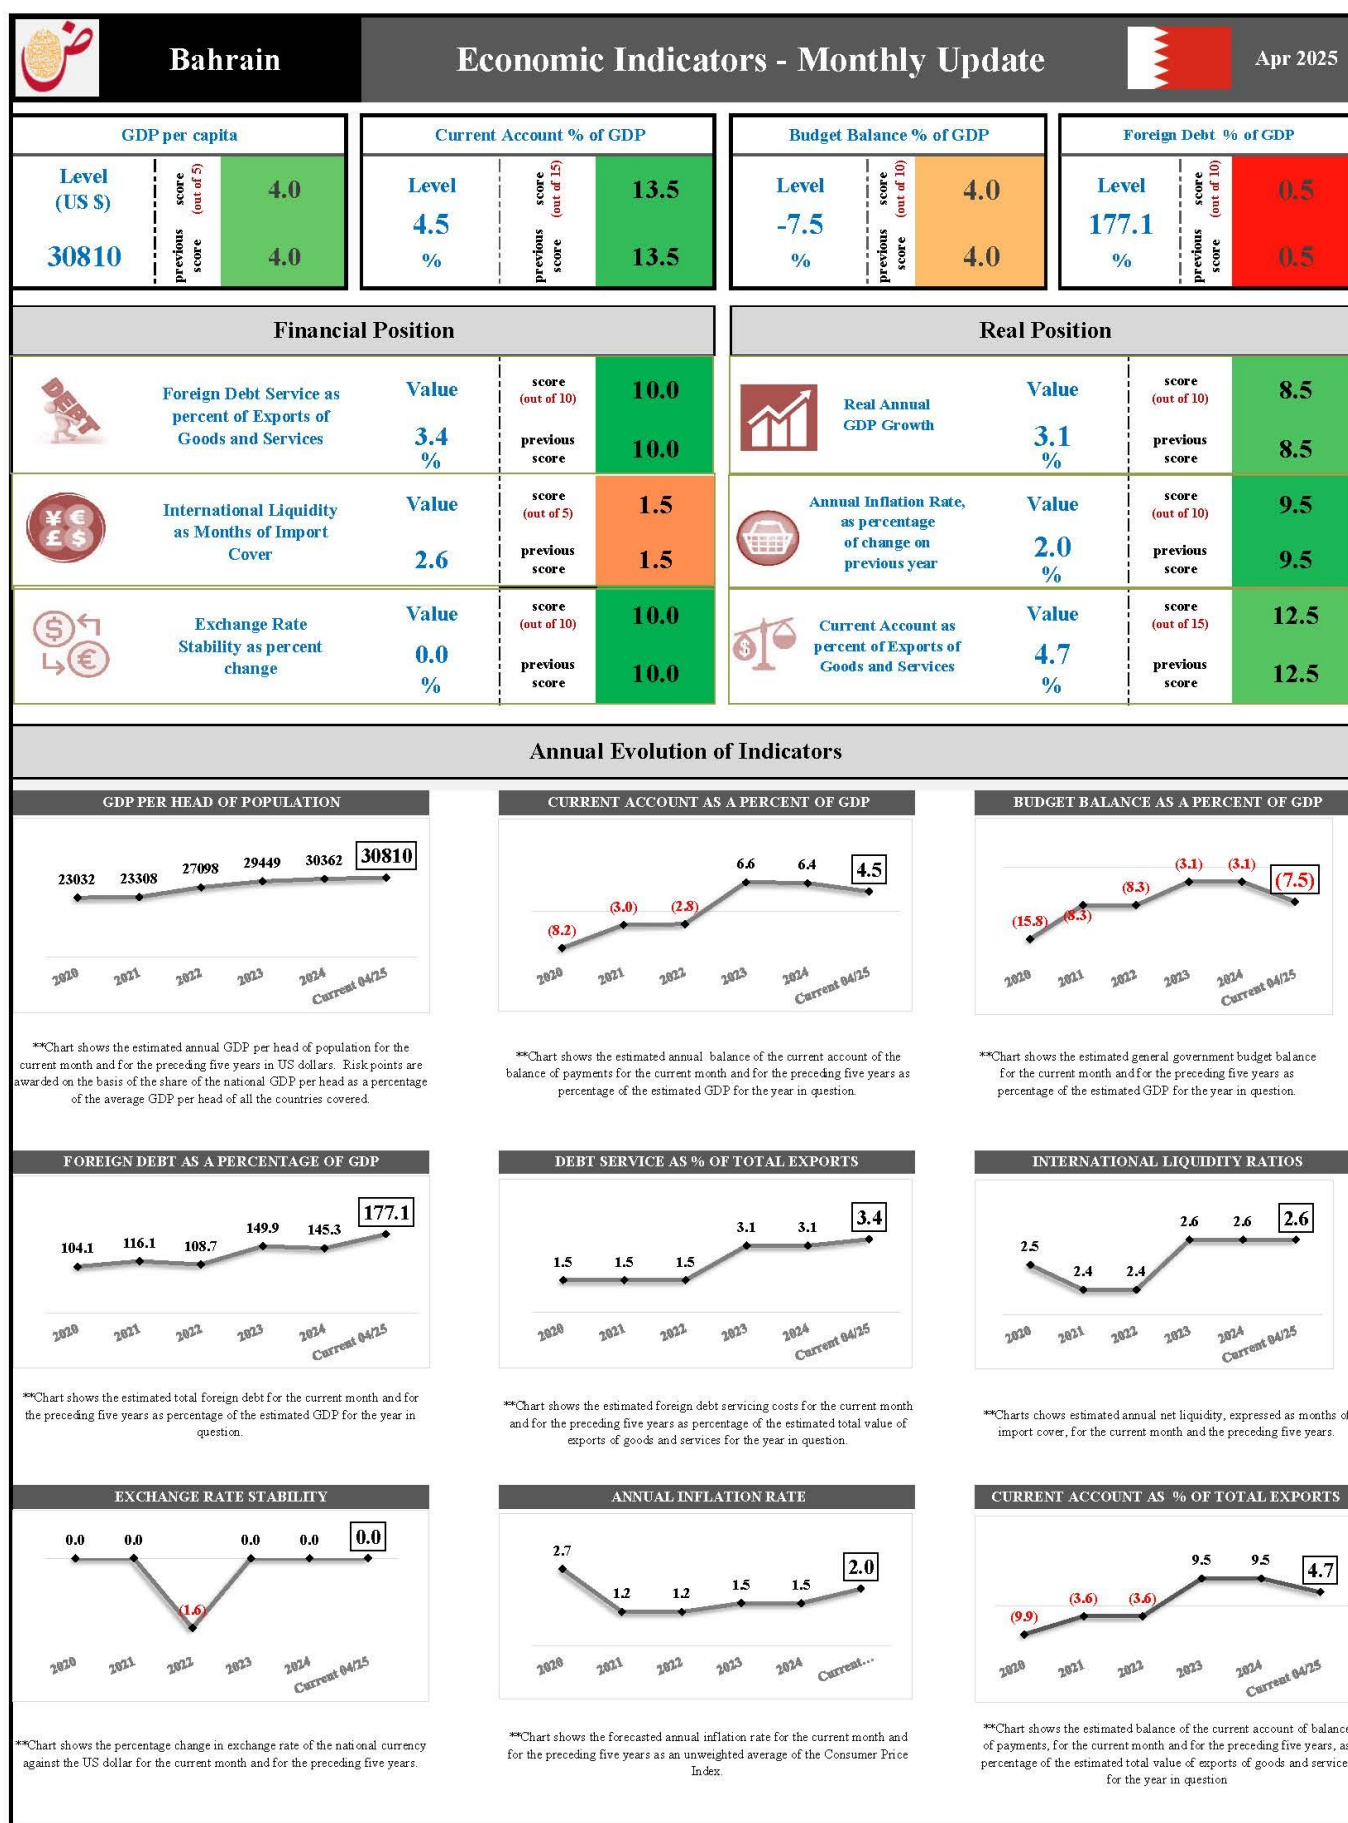 ض
Bahrain
Economic Indicators - Monthly Update
Apr 2025
GDP per capita
Level
(US $)
30810
score
(out of 5)
previous
score
4.0
4.0
Current Account % of GDP
Level
4.5
%
score
(out of 15)
previous
score
13.5
13.5
Budget Balance % of GDP
Level
-7.5
%
score
(out of 10)
previous
score
4.0
4.0
Foreign Debt % of GDP
Level
177.1
%
score
(out of 10)
previous
score
0.5
0.5
Financial Position
DEBT
Foreign Debt Service as
percent of Exports of
Goods and Services
Value
3.4
%
score
(out of 10)
previous
score
10.0
10.0
¥ €
£ $
International Liquidity
as Months of Import
Cover
Value
2.6
score
(out of 5)
previous
score
1.5
1.5
$
€
Exchange Rate
Stability as percent
change
Value
0.0
%
score
(out of 10)
previous
score
10.0
10.0
Real Position
Real Annual
GDP Growth
Value
3.1
%
score
(out of 10)
previous
score
8.5
8.5
Annual Inflation Rate,
as percentage
of change on
previous year
Value
2.0
%
score
(out of 10)
previous
score
9.5
9.5
$
Current Account as
percent of Exports of
Goods and Services
Value
4.7
%
score
(out of 15)
previous
score
12.5
12.5
Annual Evolution of Indicators
GDP PER HEAD OF POPULATION
23032 23308 27098 29449 30362 30810
2020 2021 2022 2023 2024 Current 04/25
**Chart shows the estimated annual GDP per head of population for the
current month and for the preceding five years in US dollars. Risk points are
awarded on the basis of the share of the national GDP per head as a percentage
of the average GDP per head of all the countries covered.
CURRENT ACCOUNT AS A PERCENT OF GDP
(8.2) (3.0) (2.8) 6.6 6.4 4.5
2020 2021 2022 2023 2024 Current 04/25
**Chart shows the estimated annual balance of the current account of the
balance of payments for the current month and for the preceding five years as
percentage of the estimated GDP for the year in question.
BUDGET BALANCE AS A PERCENT OF GDP
(15.8) (8.3) (8.3) (3.1) (3.1) (7.5)
2020 2021 2022 2023 2024 Current 04/25
**Chart shows the estimated general government budget balance
for the current month and for the preceding five years as
percentage of the estimated GDP for the year in question.
FOREIGN DEBT AS A PERCENTAGE OF GDP
104.1 116.1 108.7 149.9 145.3 177.1
2020 2021 2022 2023 2024 Current 04/25
**Chart shows the estimated total foreign debt for the current month and for
the preceding five years as percentage of the estimated GDP for the year in
question.
DEBT SERVICE AS % OF TOTAL EXPORTS
1.5 1.5 1.5 3.1 3.1 3.4
2020 2021 2022 2023 2024 Current 04/25
**Chart shows the estimated foreign debt servicing costs for the current month
and for the preceding five years as percentage of the estimated total value of
exports of goods and services for the year in question.
INTERNATIONAL LIQUIDITY RATIOS
2.5 2.4 2.4 2.6 2.6 2.6
2020 2021 2022 2023 2024 Current 04/25
**Charts chows estimated annual net liquidity, expressed as months of
import cover, for the current month and the preceding five years.
EXCHANGE RATE STABILITY
0.0 0.0 (1.6) 0.0 0.0 0.0
2020 2021 2022 2023 2024 Current 04/25
**Chart shows the percentage change in exchange rate of the national currency
against the US dollar for the current month and for the preceding five years.
ANNUAL INFLATION RATE
2.7 1.2 1.2 1.5 1.5 2.0
2020 2021 2022 2023 2024 Current...
**Chart shows the forecasted annual inflation rate for the current month and
for the preceding five years as an unweighted average of the Consumer Price
Index.
CURRENT ACCOUNT AS % OF TOTAL EXPORTS
(9.9) (3.6) (3.6) 9.5 9.5 4.7
2020 2021 2022 2023 2024 Current 04/25
**Chart shows the estimated balance of the current account of balance
of payments, for the current month and for the preceding five years, as
percentage of the estimated total value of exports of goods and service
for the year in question